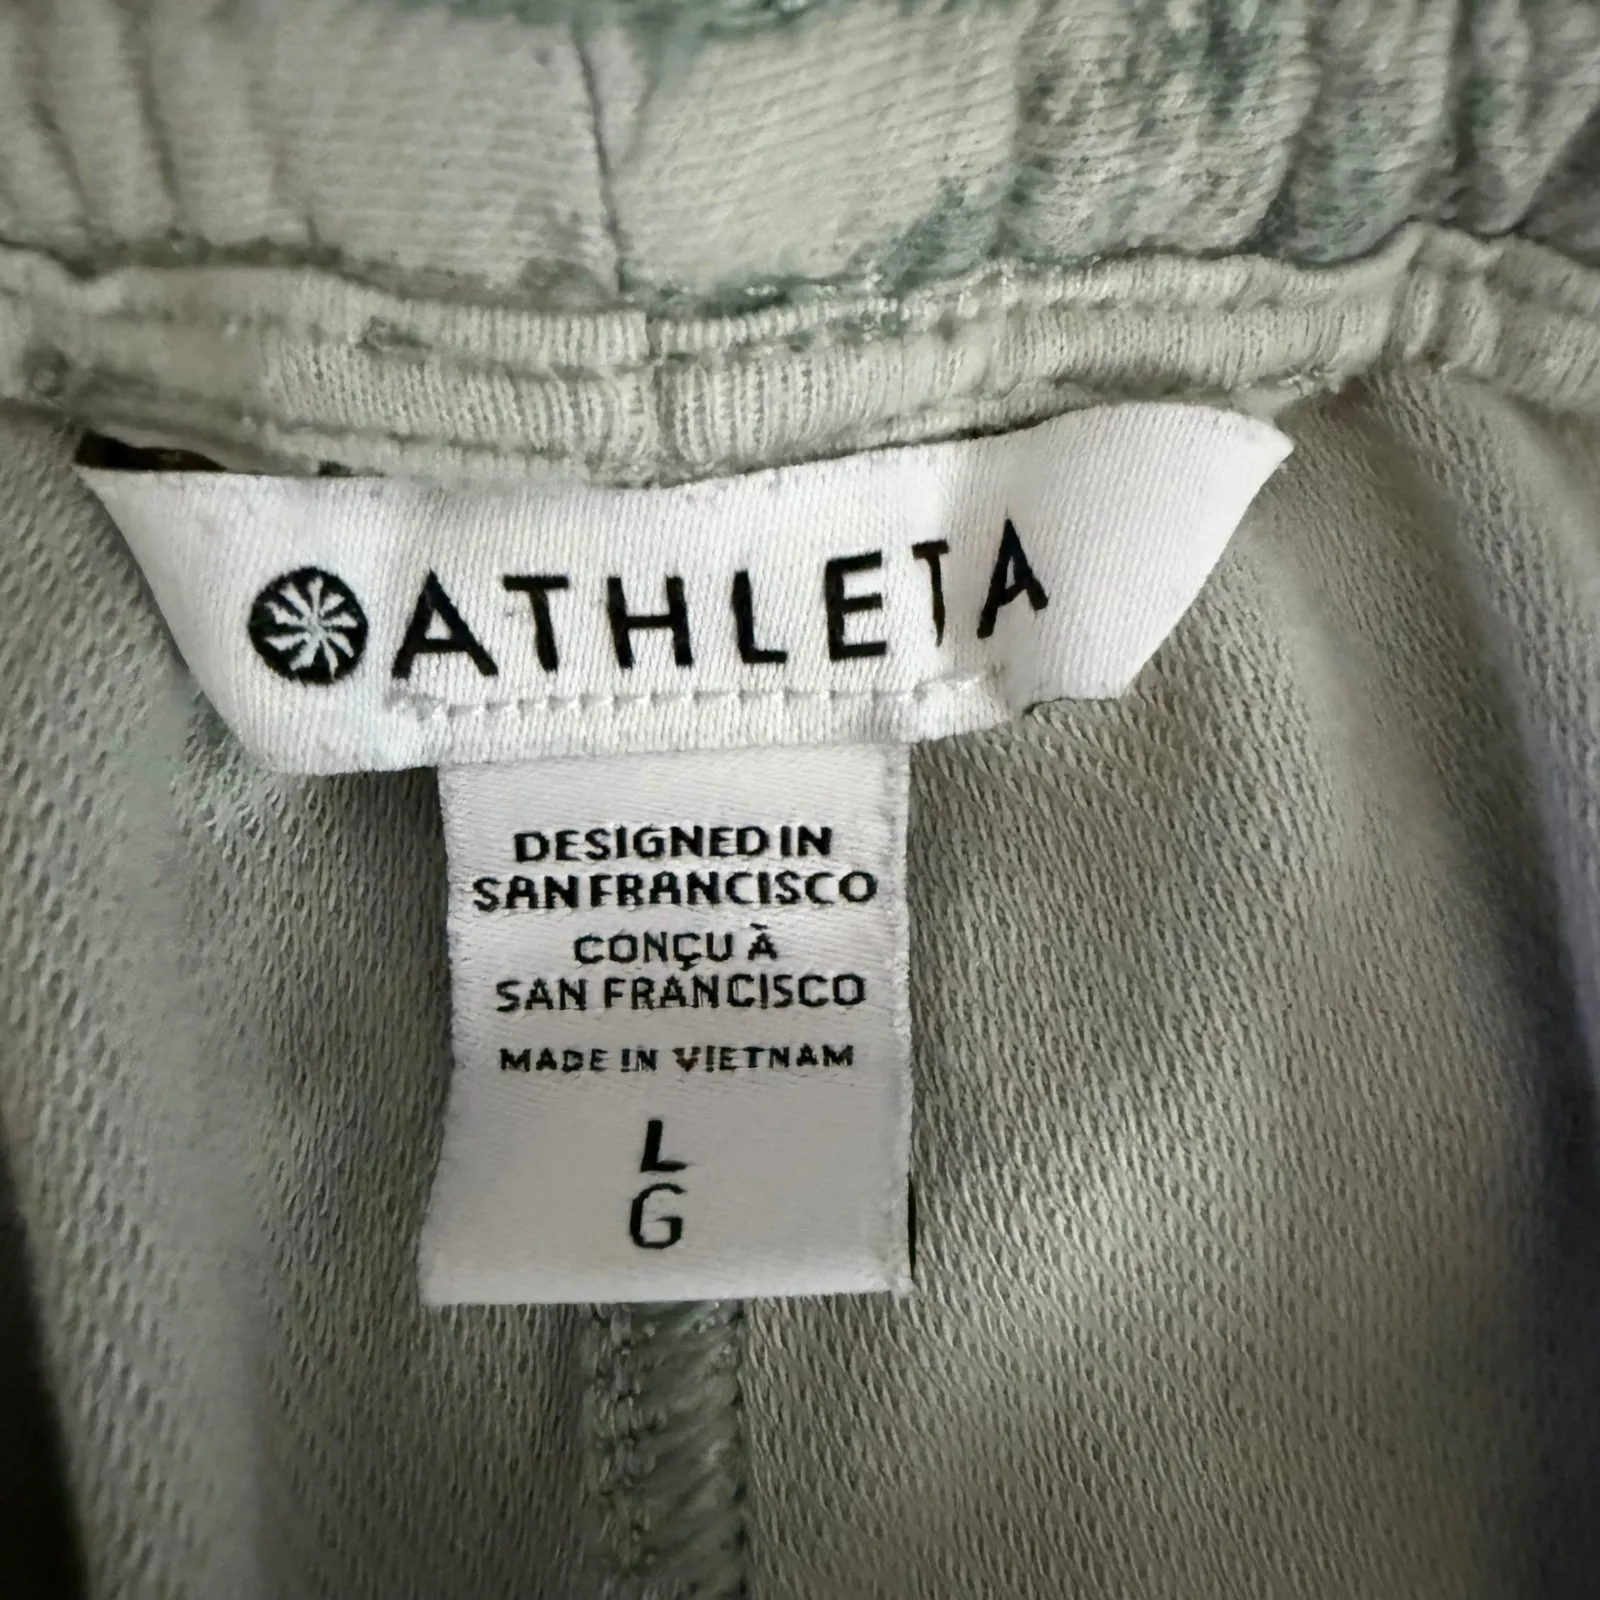 ATHLETA
DESIGNED IN
SAN FRANCISCO
CONÇU À
SAN FRANCISCO
MADE IN VIETNAM
L
G